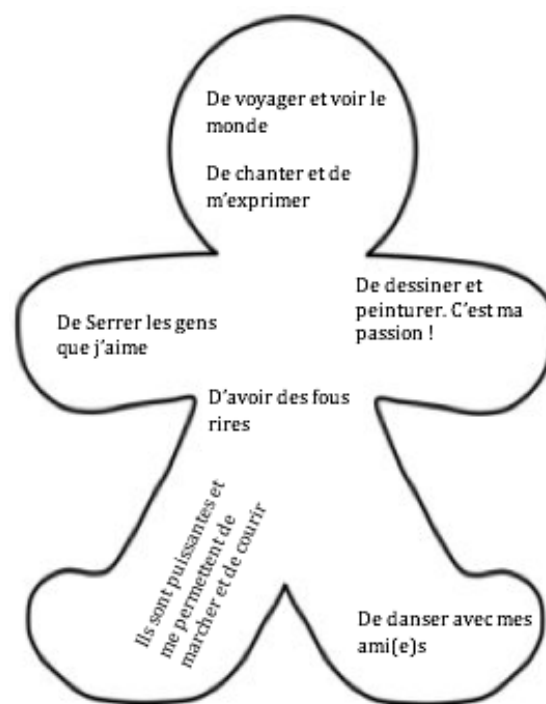 De voyager et voir le
monde
De chanter et de
m'exprimer
De dessiner et
peinturer. C'est ma
passion !
De Serrer les gens
que j'aime
D'avoir des fous
rires
Ils sont puissantes et
me permettent de
marcher et de courir
De danser avec mes
ami(e)s